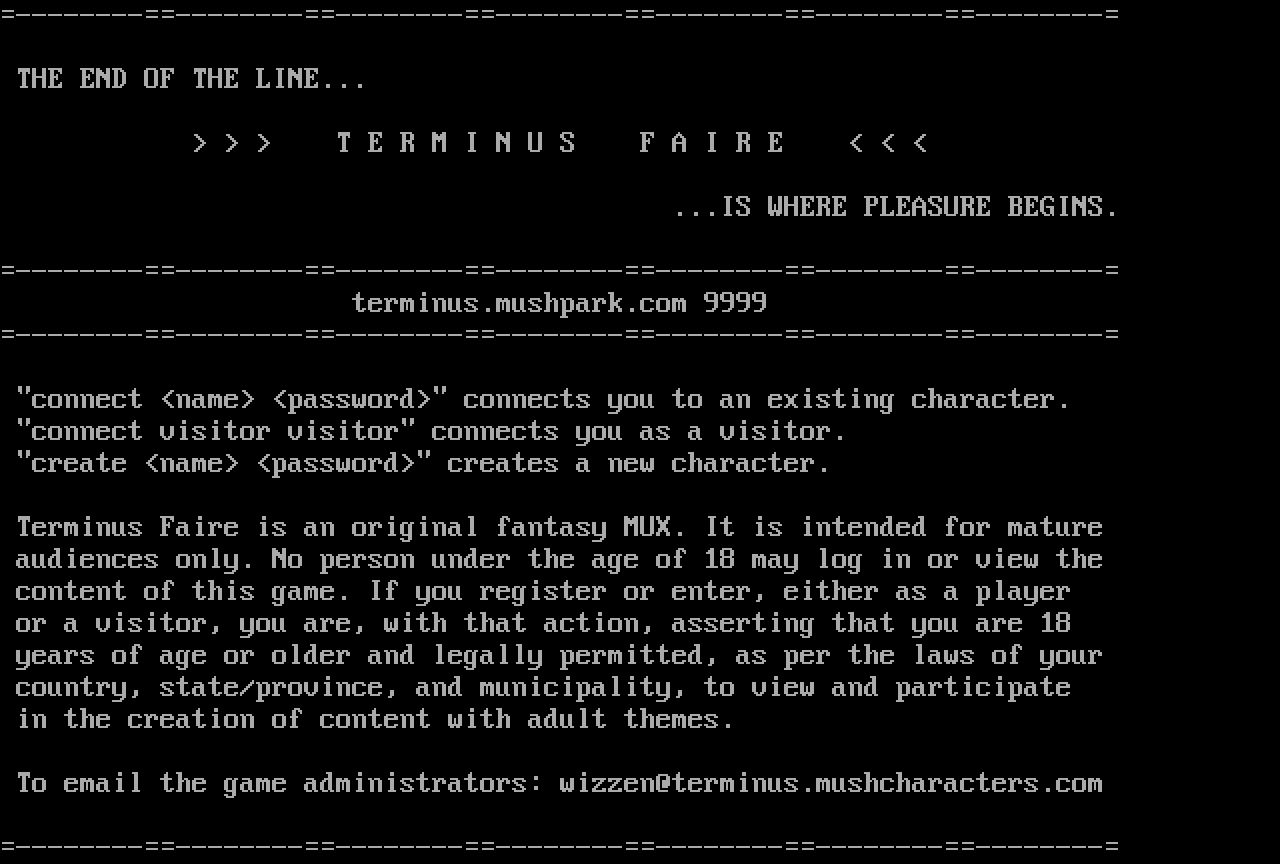 =--------==--------==--------==--------==--------==--------==--------=
THE END OF THE LINE...
> > >    T E R M I N U S    F A I R E    < < <
...IS WHERE PLEASURE BEGINS.
=--------==--------==--------==--------==--------==--------==--------=
terminus.mushpark.com 9999
=--------==--------==--------==--------==--------==--------==--------=
"connect <name> <password>" connects you to an existing character.
"connect visitor visitor" connects you as a visitor.
"create <name> <password>" creates a new character.
Terminus Faire is an original fantasy MUX. It is intended for mature
audiences only. No person under the age of 18 may log in or view the
content of this game. If you register or enter, either as a player
or a visitor, you are, with that action, asserting that you are 18
years of age or older and legally permitted, as per the laws of your
country, state/province, and municipality, to view and participate
in the creation of content with adult themes.
To email the game administrators: wizzen@terminus.mushcharacters.com
=--------==--------==--------==--------==--------==--------==--------=